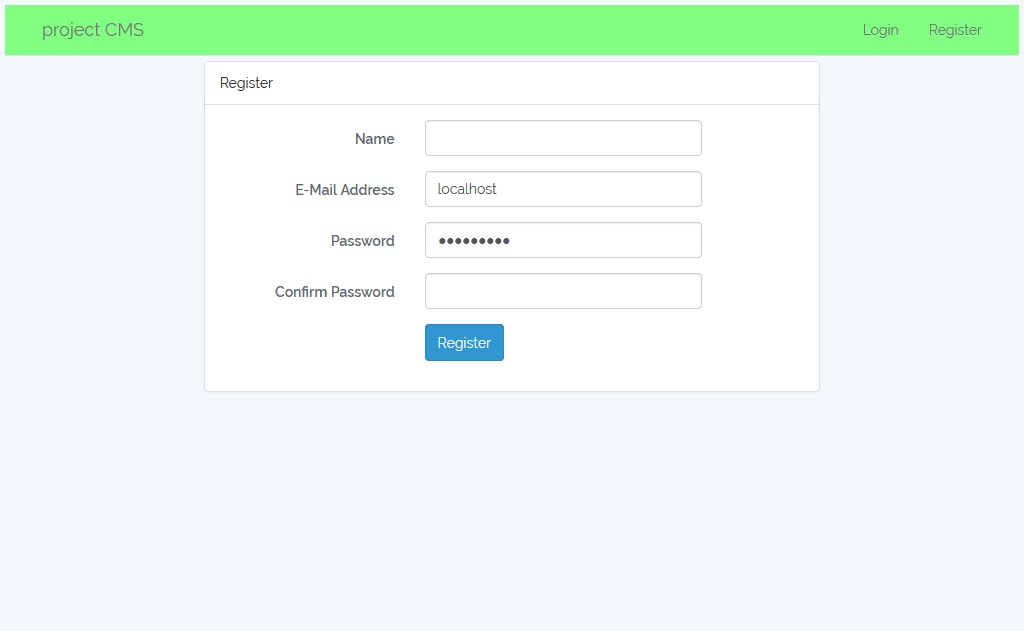 project CMS Login Register
Register
Name
E-Mail Address localhost
Password •••••••••
Confirm Password
Register